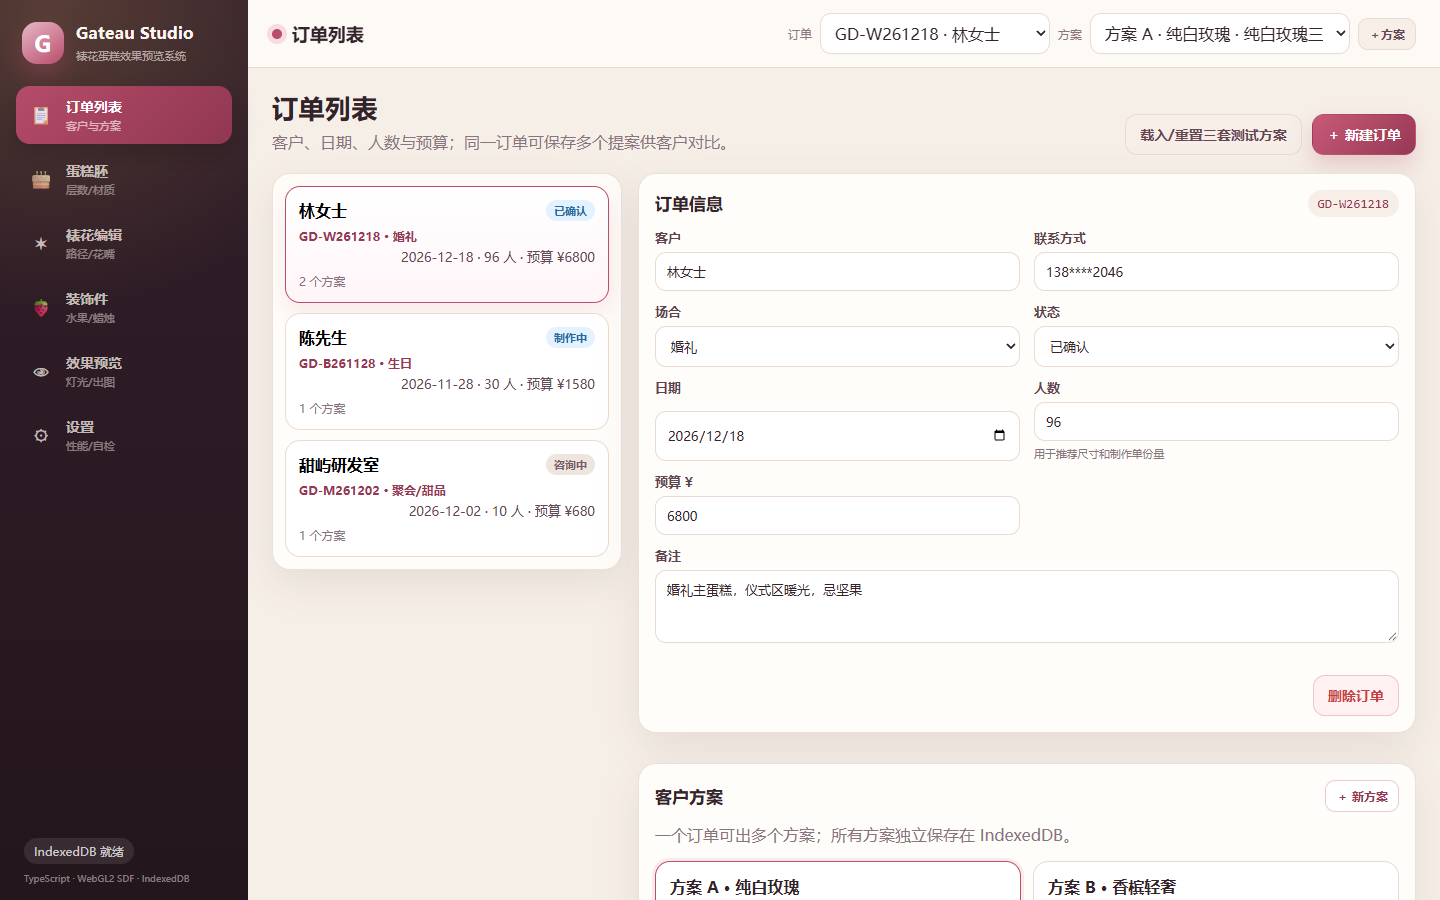 G
Gateau Studio
裱花蛋糕效果预览系统
订单列表
客户与方案
蛋糕胚
层数/材质
裱花编辑
路径/花嘴
装饰件
水果/蜡烛
效果预览
灯光/出图
设置
性能/自检
IndexedDB 就绪
TypeScript · WebGL2 SDF · IndexedDB
订单列表
订单
GD-W261218 · 林女士
方案
方案 A · 纯白玫瑰 · 纯白玫瑰三
+ 方案
订单列表
客户、日期、人数与预算；同一订单可保存多个提案供客户对比。
载入/重置三套测试方案
+ 新建订单
林女士
已确认
GD-W261218 • 婚礼
2026-12-18 · 96 人 · 预算 ¥6800
2 个方案
陈先生
制作中
GD-B261128 • 生日
2026-11-28 · 30 人 · 预算 ¥1580
1 个方案
甜屿研发室
咨询中
GD-M261202 • 聚会/甜品
2026-12-02 · 10 人 · 预算 ¥680
1 个方案
订单信息
GD-W261218
客户
林女士
联系方式
138****2046
场合
婚礼
状态
已确认
日期
2026/12/18
人数
96
用于推荐尺寸和制作单份量
预算 ¥
6800
备注
婚礼主蛋糕，仪式区暖光，忌坚果
删除订单
客户方案
+ 新方案
一个订单可出多个方案；所有方案独立保存在 IndexedDB。
方案 A • 纯白玫瑰
方案 B • 香槟轻奢